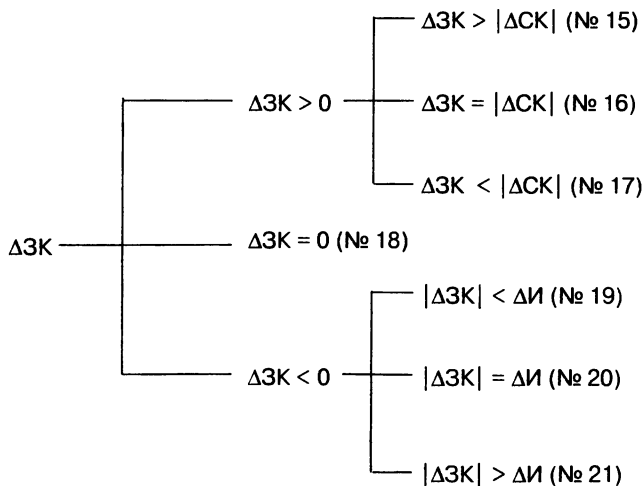 ΔЗК > |ΔСК| (№ 15)
ΔЗК > 0
ΔЗК = |ΔСК| (№ 16)
ΔЗК < |ΔСК| (№ 17)
ΔЗК
ΔЗК = 0 (№ 18)
|ΔЗК| < ΔИ (№ 19)
ΔЗК < 0
|ΔЗК| = ΔИ (№ 20)
|ΔЗК| > ΔИ (№ 21)